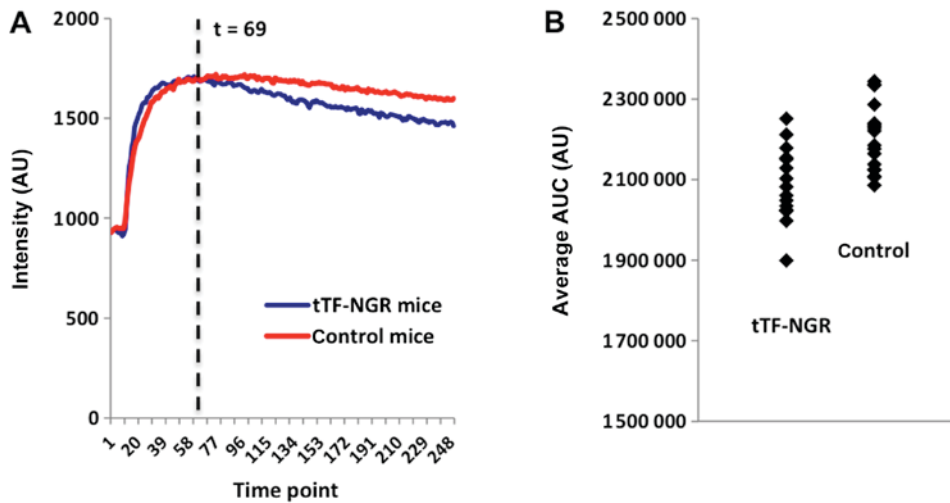 A
t = 69
Intensity (AU)
2000
1500
1000
500
0
tTF-NGR mice
Control mice
1 20 39 58 77 96 115 134 153 172 191 210 229 248
Time point
B
Average AUC (AU)
2500 000
2300 000
2100 000
1900 000
1700 000
1500 000
Control
tTF-NGR